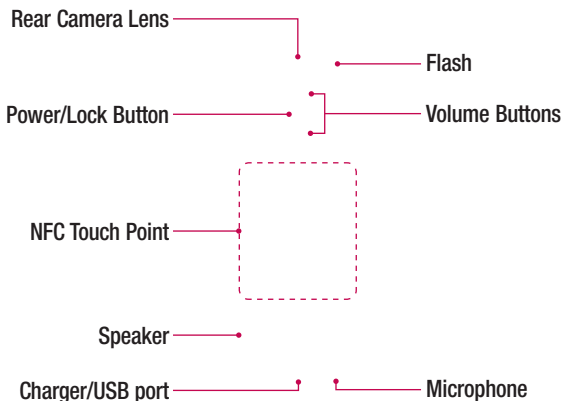 Rear Camera Lens
Flash
Power/Lock Button
Volume Buttons
NFC Touch Point
Speaker
Charger/USB port
Microphone